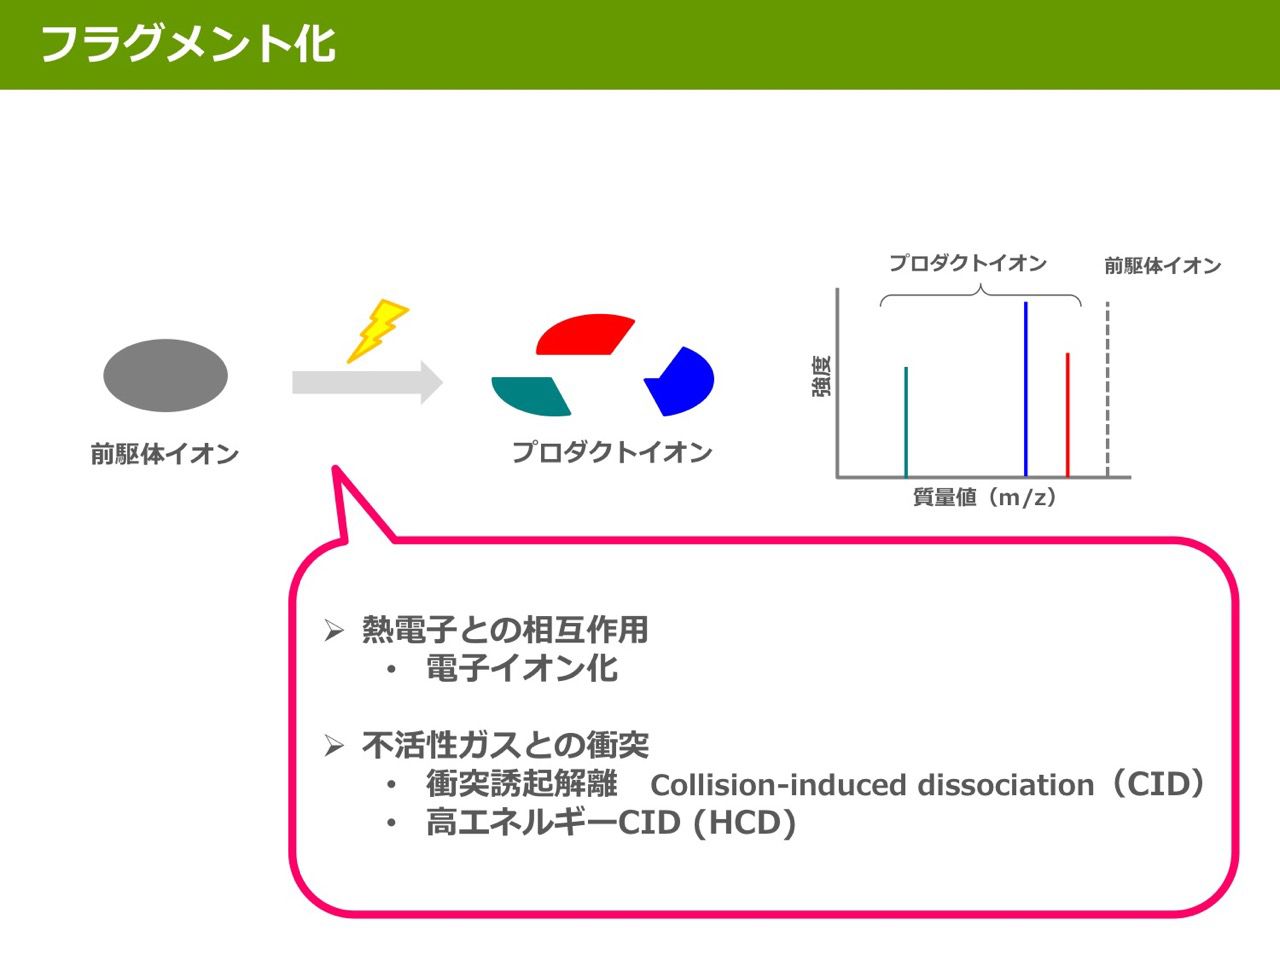 フラグメント化
プロダクトイオン
前駆体イオン
強度
質量値（m/z）
前駆体イオン
プロダクトイオン
➢ 熱電子との相互作用
• 電子イオン化
➢ 不活性ガスとの衝突
• 衝突誘起解離　Collision-induced dissociation（CID）
• 高エネルギーCID (HCD)